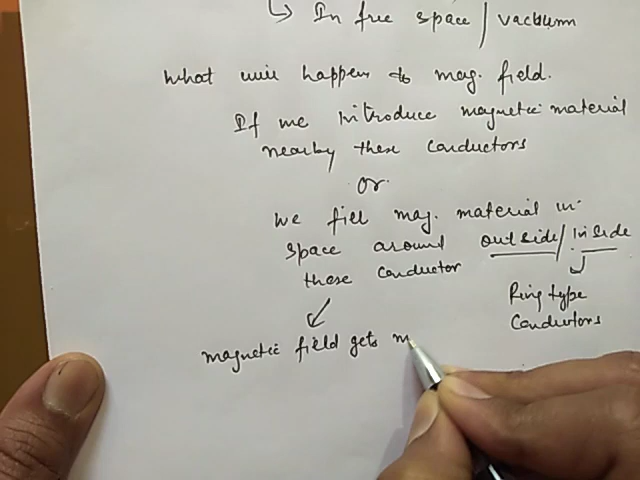 ↳ In free space / vacuum
What will happen to mag. field.
If we introduce magnetic material
nearby these conductors
or.
we fill mag. material in
space around outside/inside
these conductor
Ring type
Conductors
magnetic field gets m